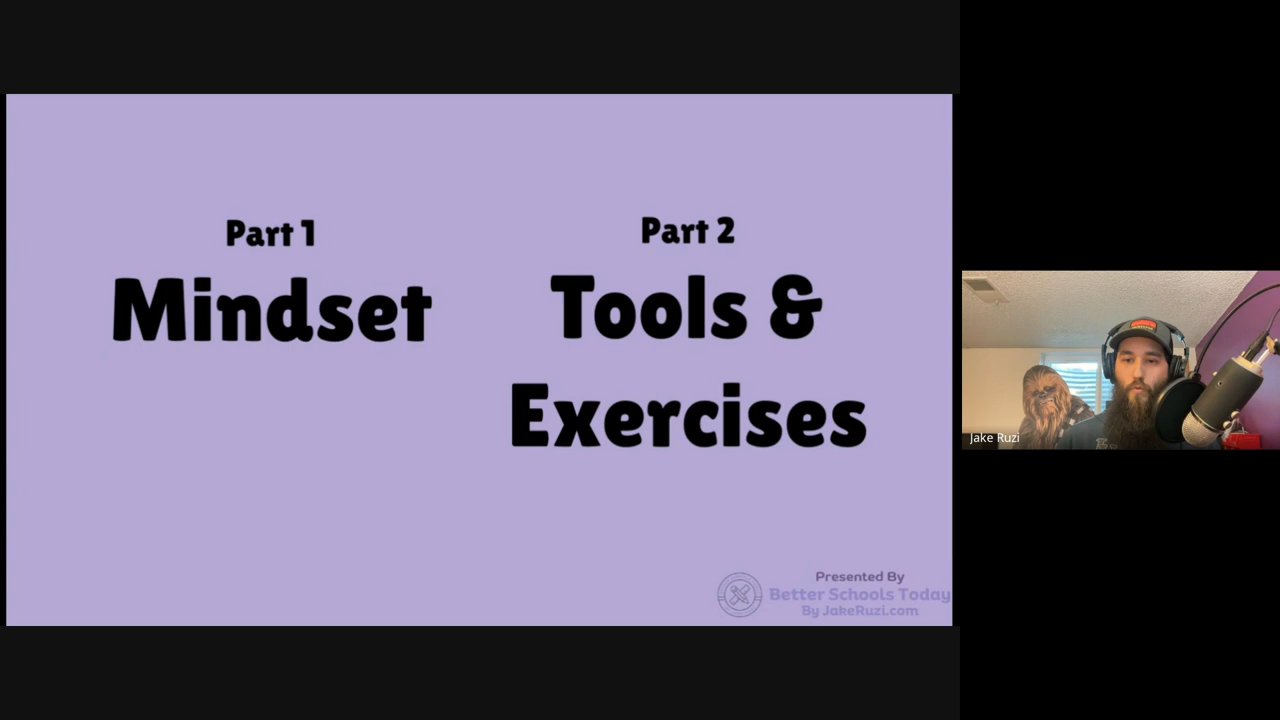 Part 1
Mindset
Part 2
Tools &
Exercises
Presented By
Better Schools Today
By JakeRuzi.com
Jake Ruzi